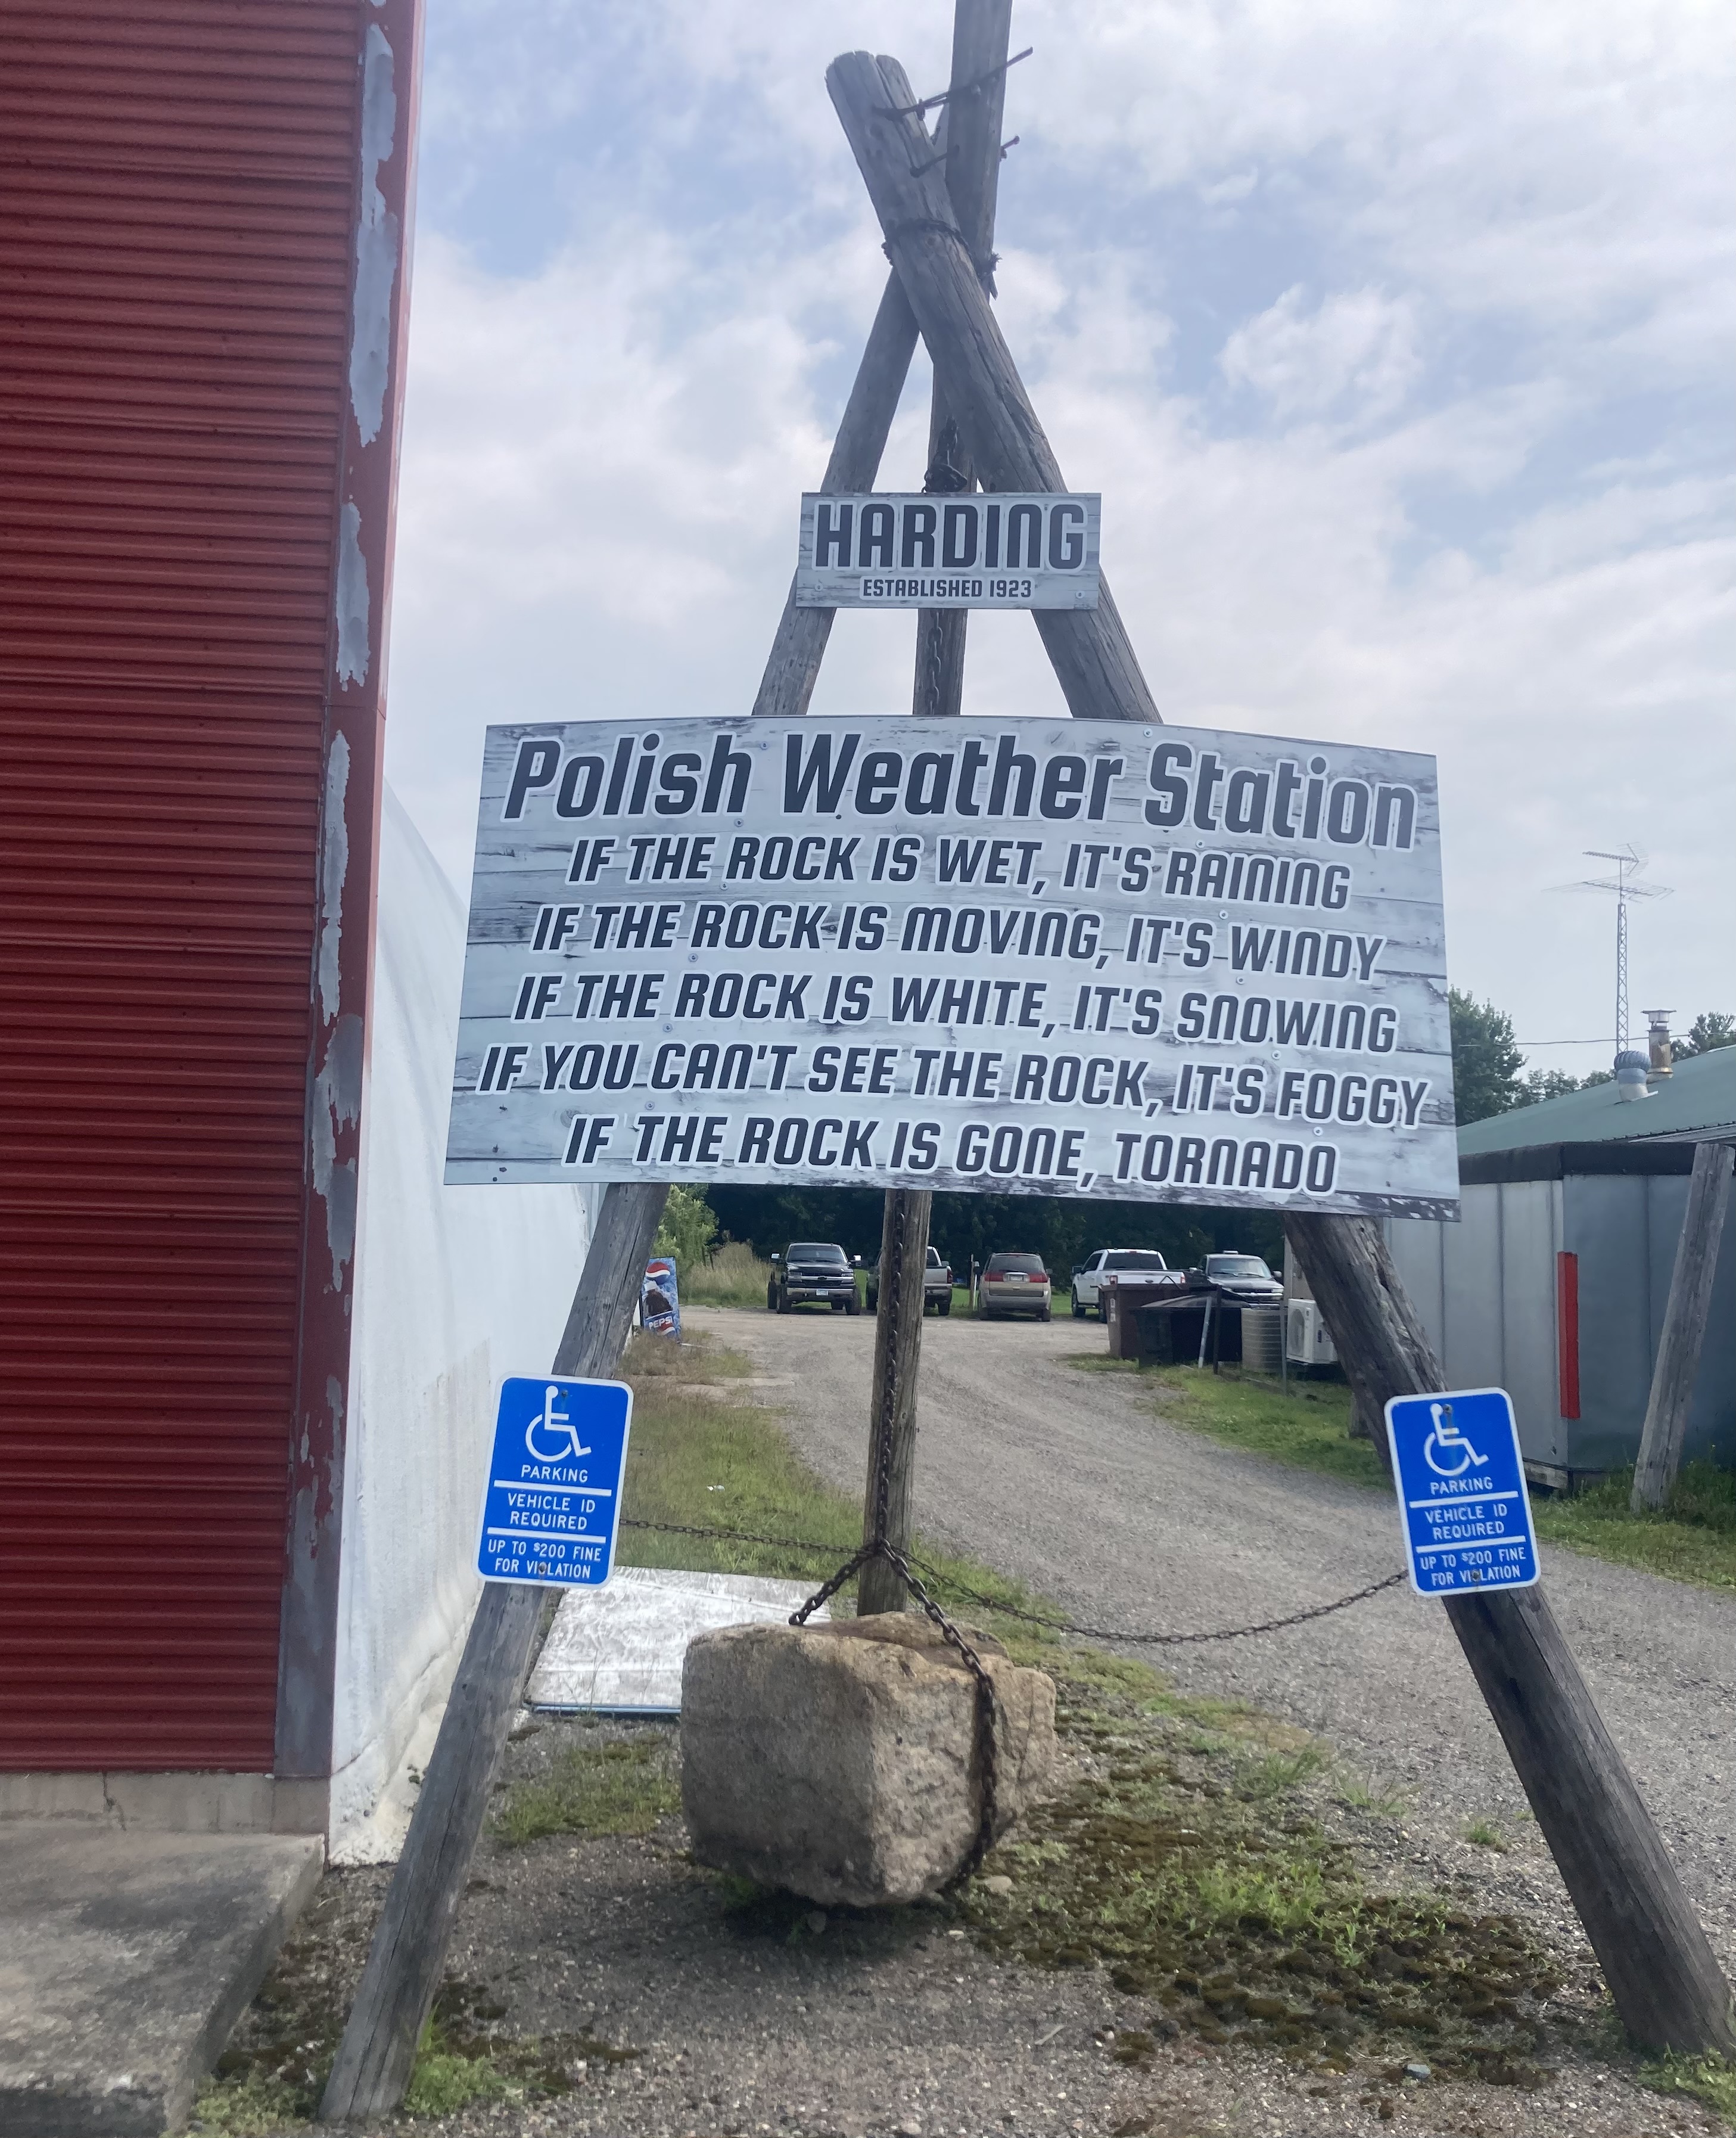 HARDING
ESTABLISHED 1923
Polish Weather Station
IF THE ROCK IS WET, IT'S RAINING
IF THE ROCK IS MOVING, IT'S WINDY
IF THE ROCK IS WHITE, IT'S SNOWING
IF YOU CAN'T SEE THE ROCK, IT'S FOGGY
IF THE ROCK IS GONE, TORNADO
PEPSI
PARKING
VEHICLE ID
REQUIRED
UP TO $200 FINE
FOR VIOLATION
PARKING
VEHICLE ID
REQUIRED
UP TO $200 FINE
FOR VIOLATION